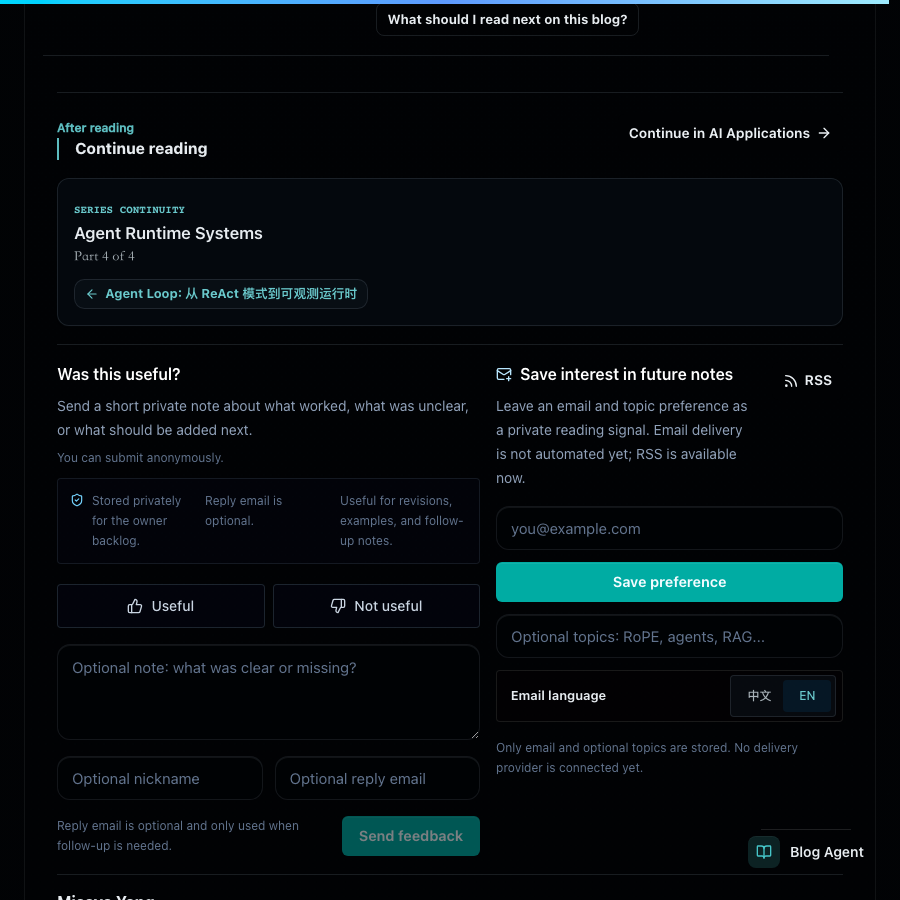 What should I read next on this blog?
After reading
Continue reading
Continue in AI Applications →
SERIES CONTINUITY
Agent Runtime Systems
Part 4 of 4
← Agent Loop: 从 ReAct 模式到可观测运行时
Was this useful?
Send a short private note about what worked, what was unclear,
or what should be added next.
You can submit anonymously.
Stored privately
for the owner
backlog.
Reply email is
optional.
Useful for revisions,
examples, and follow-
up notes.
Useful
Not useful
Optional note: what was clear or missing?
Optional nickname
Optional reply email
Reply email is optional and only used when
follow-up is needed.
Send feedback
Save interest in future notes
RSS
Leave an email and topic preference as
a private reading signal. Email delivery
is not automated yet; RSS is available
now.
you@example.com
Save preference
Optional topics: RoPE, agents, RAG...
Email language
中文
EN
Only email and optional topics are stored. No delivery
provider is connected yet.
Blog Agent